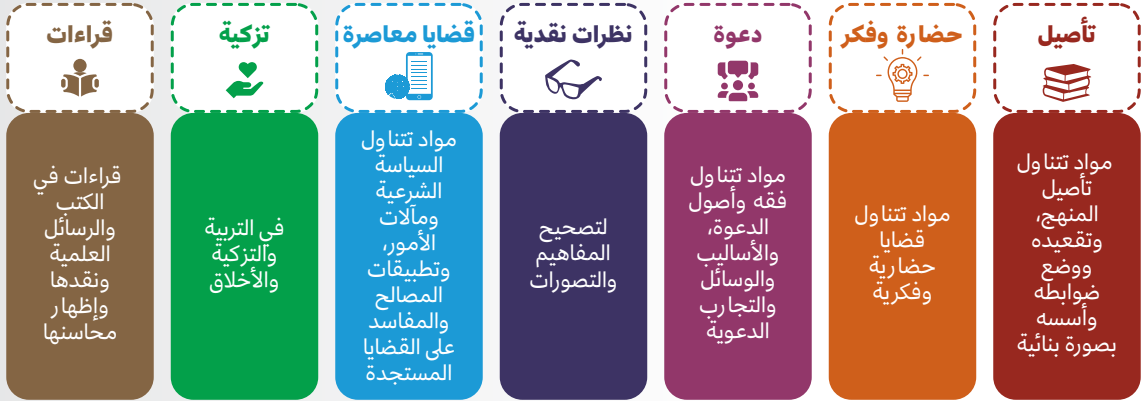 تأصيل
مواد تتناول
تأصيل
المنهج،
وتقعيده
ووضع
ضوابطه
وأسسه
بصورة بنائية
حضارة وفكر
مواد تتناول
قضايا
حضارية
وفكرية
دعوة
مواد تتناول
فقه وأصول
الدعوة،
والأساليب
والوسائل
والتجارب
الدعوية
نظرات نقدية
لتصحيح
المفاهيم
والتصورات
قضايا معاصرة
مواد تتناول
السياسة
الشرعية
ومآلات
الأمور،
وتطبيقات
المصالح
والمفاسد
على القضايا
المستجدة
تزكية
في التربية
والتزكية
والأخلاق
قراءات
قراءات في
الكتب
والرسائل
العلمية
ونقدها
وإظهار
محاسنها